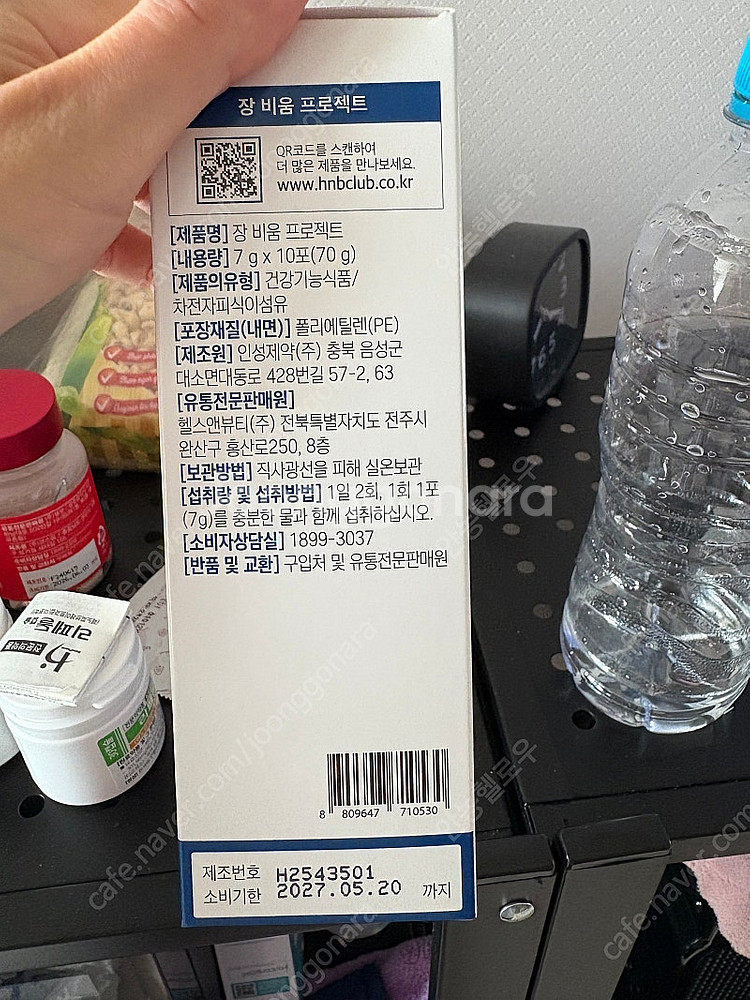 장 비움 프로젝트
QR코드를 스캔하여
더 많은 제품을 만나보세요.
www.hnbclub.co.kr
[제품명] 장 비움 프로젝트
[내용량] 7 g x 10포(70 g)
[제품의유형] 건강기능식품/
차전자피식이섬유
[포장재질(내면)] 폴리에틸렌(PE)
[제조원] 인성제약(주) 충북 음성군
대소면대동로 428번길 57-2, 63
[유통전문판매원]
헬스앤뷰티(주) 전북특별자치도 전주시
완산구 홍산로250, 8층
[보관방법] 직사광선을 피해 실온보관
[섭취량 및 섭취방법] 1일 2회, 1회 1포
(7g)를 충분한 물과 함께 섭취하십시오.
[소비자상담실] 1899-3037
[반품 및 교환] 구입처 및 유통전문판매원
8 809647 710530
제조번호 H2543501
소비기한 2027.05.20 까지
전문의약품
리페움